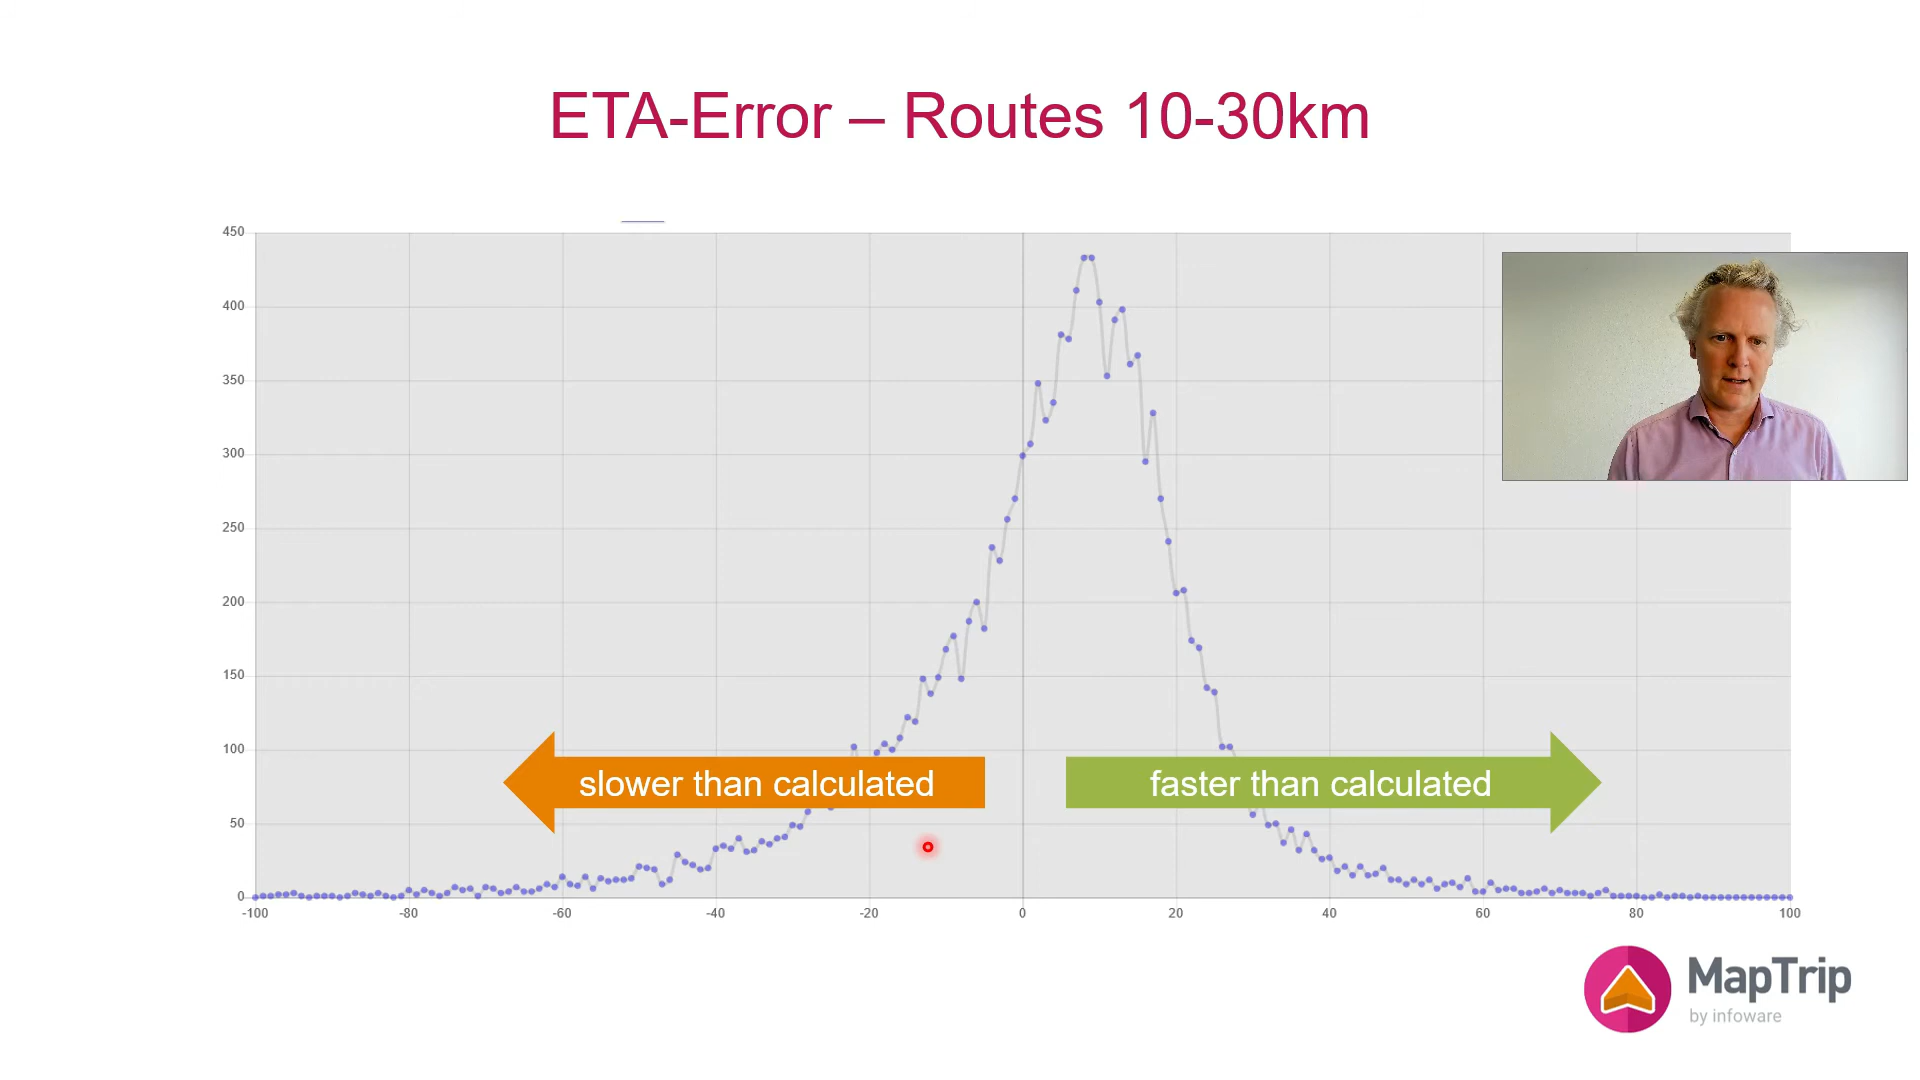 ETA-Error – Routes 10-30km
450
400
350
300
250
200
150
100
50
0
slower than calculated
faster than calculated
-100 -80 -60 -40 -20 0 20 40 60 80 100
MapTrip
by infoware